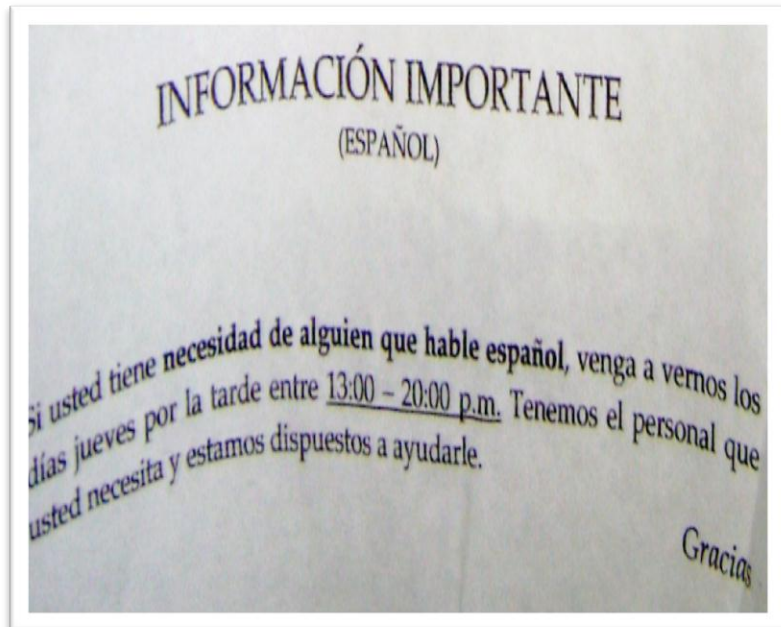 INFORMACIÓN IMPORTANTE
(ESPAÑOL)
Si usted tiene necesidad de alguien que hable español, venga a vernos los
días jueves por la tarde entre 13:00 – 20:00 p.m. Tenemos el personal que
usted necesita y estamos dispuestos a ayudarle.
Gracias